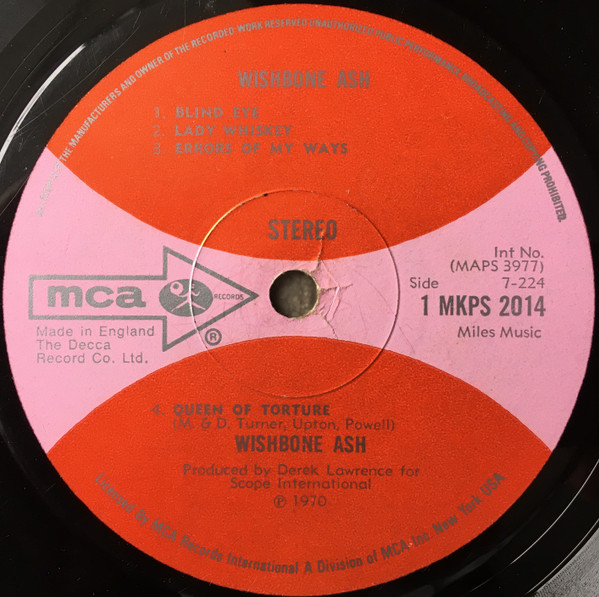 OF THE MANUFACTURERS AND OWNER OF THE RECORDED WORK RESERVED UNAUTHORISED PUBLIC PERFORMANCE, BROADCASTING AND COPYING PROHIBITED.
WISHBONE ASH
1. BLIND EYE
2. LADY WHISKEY
3. ERRORS OF MY WAYS
STEREO
mca RECORDS
®
Made in England
The Decca
Record Co. Ltd.
Int No.
(MAPS 3977)
Side 7-224
1 MKPS 2014
Miles Music
4. QUEEN OF TORTURE
(M. & D. Turner, Upton, Powell)
WISHBONE ASH
Produced by Derek Lawrence for
Scope International
℗ 1970
Licensed By MCA Records International A Division of MCA Inc. New York USA